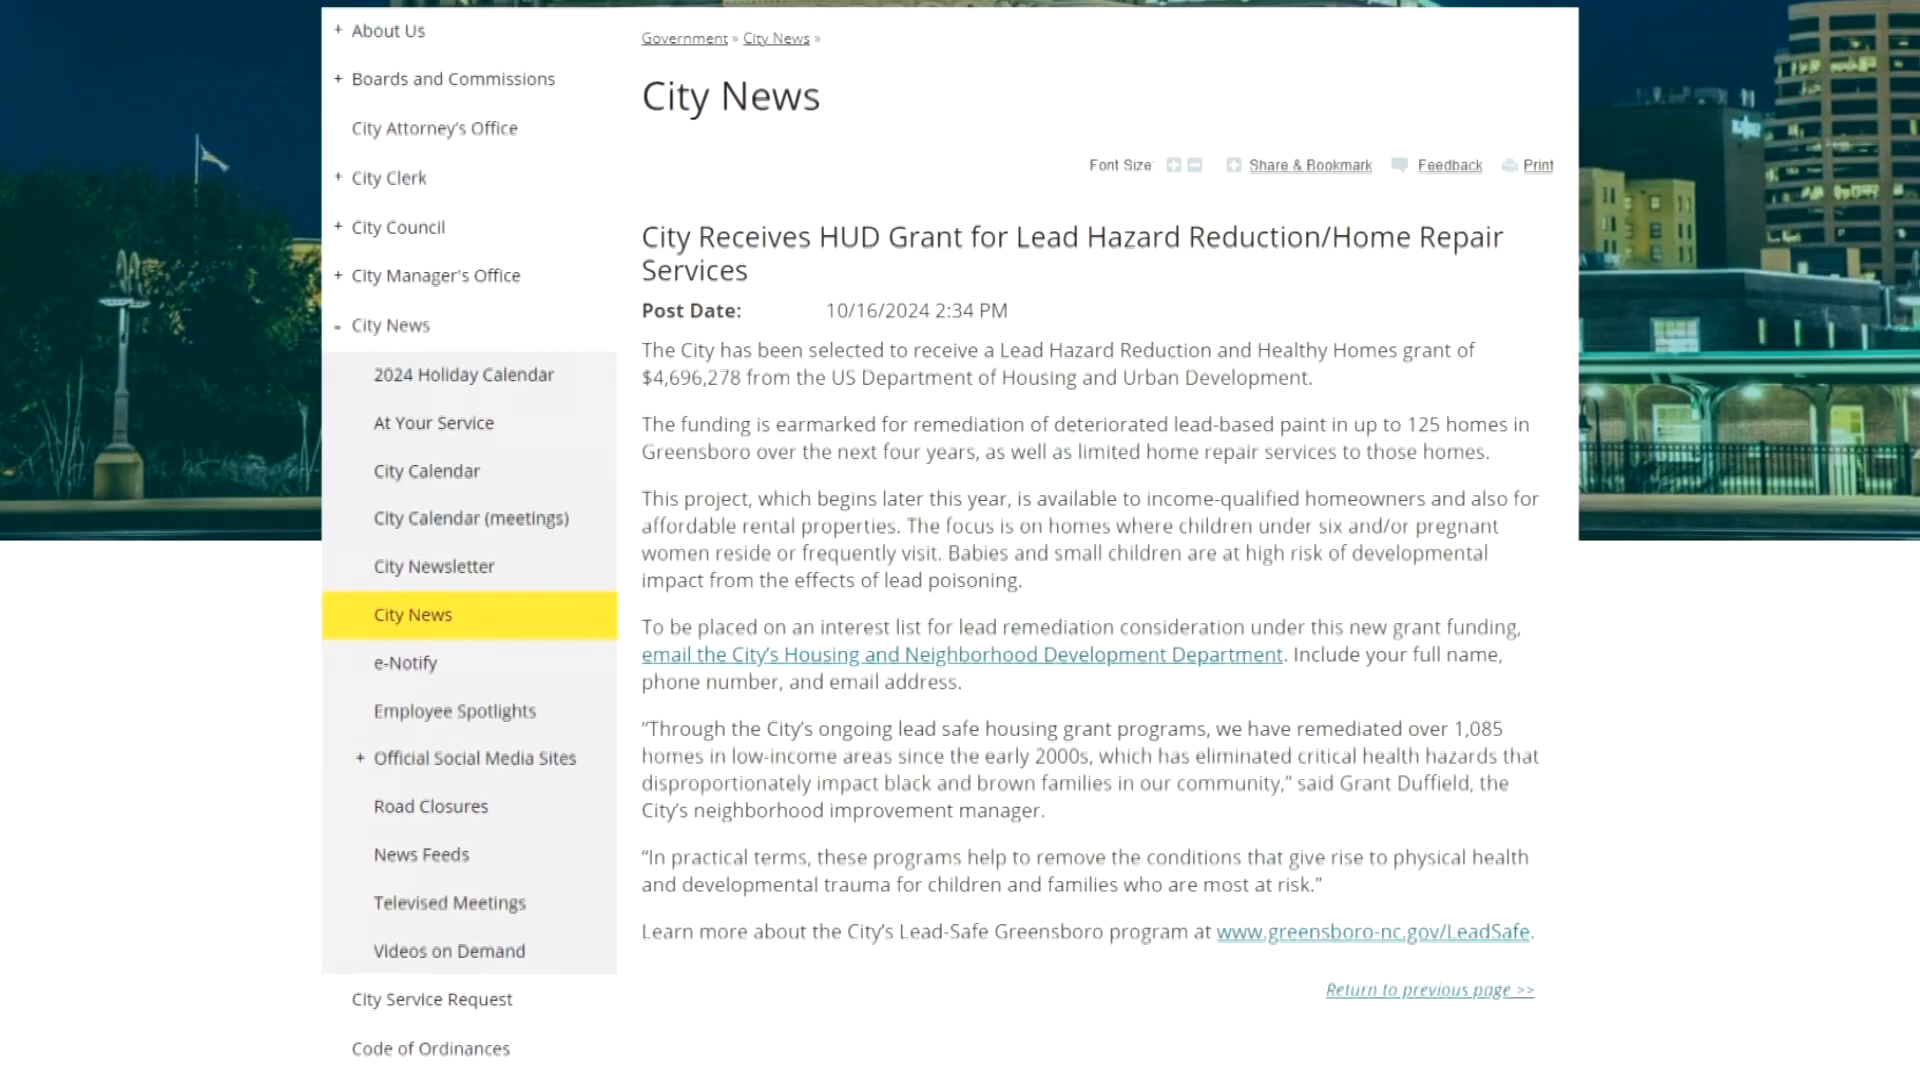 + About Us
+ Boards and Commissions
City Attorney's Office
+ City Clerk
+ City Council
+ City Manager's Office
- City News
2024 Holiday Calendar
At Your Service
City Calendar
City Calendar (meetings)
City Newsletter
City News
e-Notify
Employee Spotlights
+ Official Social Media Sites
Road Closures
News Feeds
Televised Meetings
Videos on Demand
City Service Request
Code of Ordinances
Government » City News »
City News
Font Size: Share & Bookmark Feedback Print
City Receives HUD Grant for Lead Hazard Reduction/Home Repair
Services
Post Date: 10/16/2024 2:34 PM
The City has been selected to receive a Lead Hazard Reduction and Healthy Homes grant of
$4,696,278 from the US Department of Housing and Urban Development.
The funding is earmarked for remediation of deteriorated lead-based paint in up to 125 homes in
Greensboro over the next four years, as well as limited home repair services to those homes.
This project, which begins later this year, is available to income-qualified homeowners and also for
affordable rental properties. The focus is on homes where children under six and/or pregnant
women reside or frequently visit. Babies and small children are at high risk of developmental
impact from the effects of lead poisoning.
To be placed on an interest list for lead remediation consideration under this new grant funding,
email the City's Housing and Neighborhood Development Department. Include your full name,
phone number, and email address.
“Through the City's ongoing lead safe housing grant programs, we have remediated over 1,085
homes in low-income areas since the early 2000s, which has eliminated critical health hazards that
disproportionately impact black and brown families in our community,” said Grant Duffield, the
City's neighborhood improvement manager.
“In practical terms, these programs help to remove the conditions that give rise to physical health
and developmental trauma for children and families who are most at risk.”
Learn more about the City's Lead-Safe Greensboro program at www.greensboro-nc.gov/LeadSafe.
Return to previous page >>